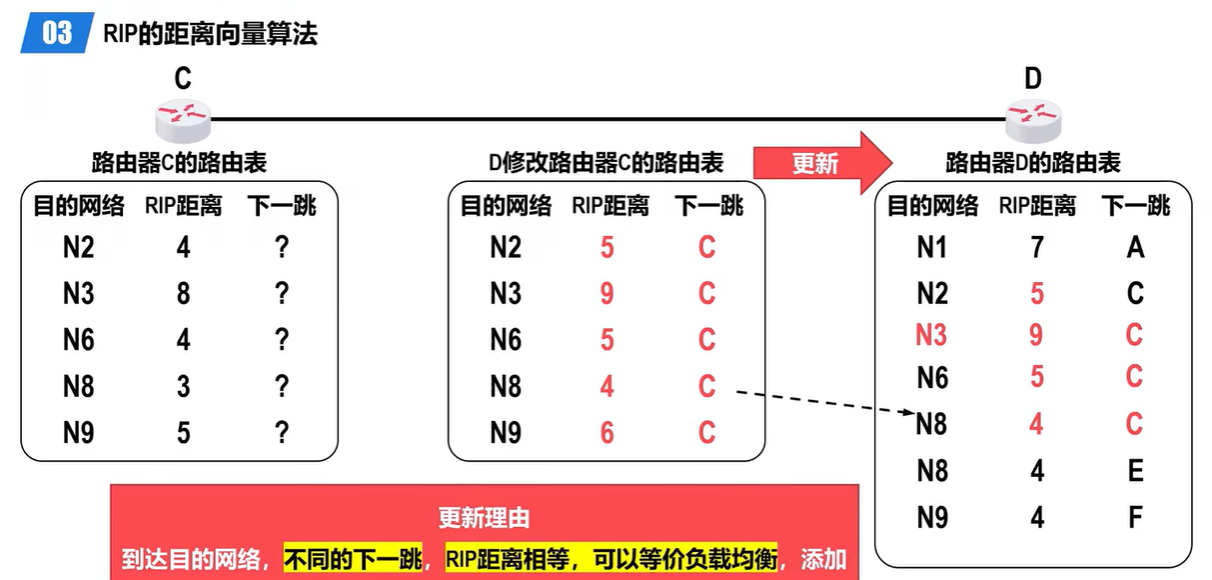 03 RIP的距离向量算法
C
D
路由器C的路由表
目的网络 RIP距离 下一跳
N2 4 ?
N3 8 ?
N6 4 ?
N8 3 ?
N9 5 ?
D修改路由器C的路由表
目的网络 RIP距离 下一跳
N2 5 C
N3 9 C
N6 5 C
N8 4 C
N9 6 C
更新
路由器D的路由表
目的网络 RIP距离 下一跳
N1 7 A
N2 5 C
N3 9 C
N6 5 C
N8 4 C
N8 4 E
N9 4 F
更新理由
到达目的网络，不同的下一跳，RIP距离相等，可以等价负载均衡，添加